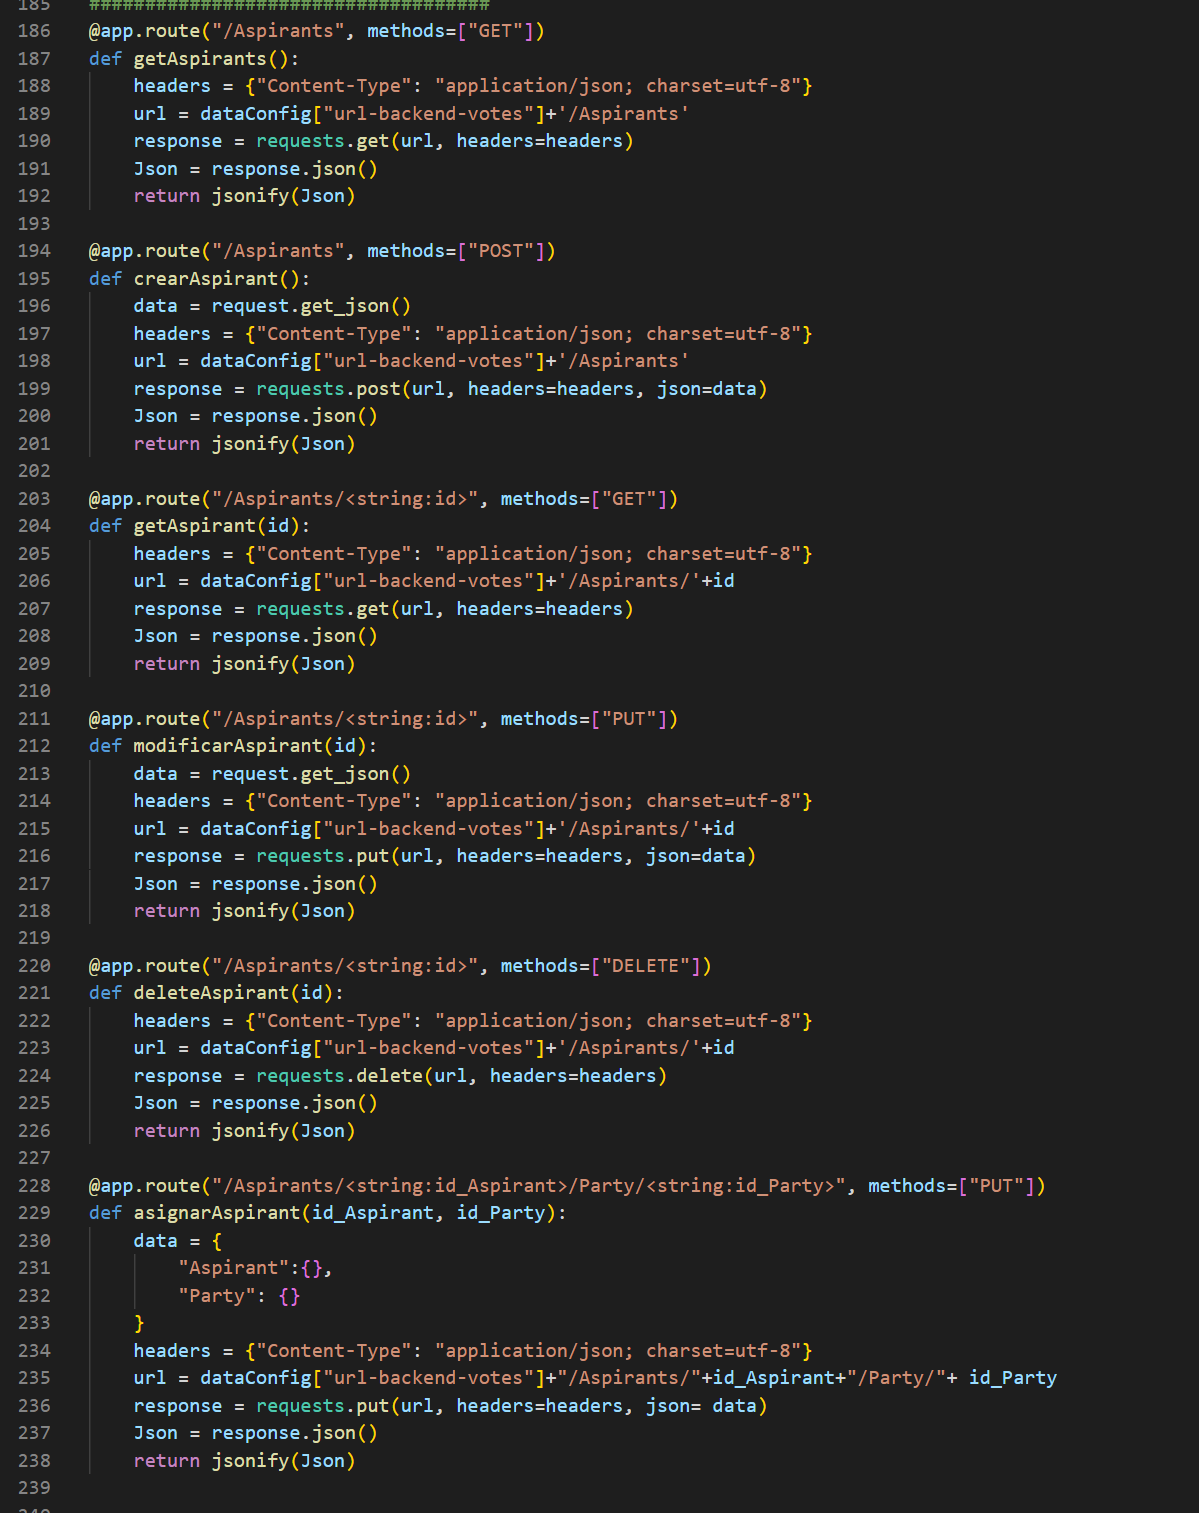 185 ####################################
186 @app.route("/Aspirants", methods=["GET"])
187 def getAspirants():
188     headers = {"Content-Type": "application/json; charset=utf-8"}
189     url = dataConfig["url-backend-votes"]+'/Aspirants'
190     response = requests.get(url, headers=headers)
191     Json = response.json()
192     return jsonify(Json)
193
194 @app.route("/Aspirants", methods=["POST"])
195 def crearAspirant():
196     data = request.get_json()
197     headers = {"Content-Type": "application/json; charset=utf-8"}
198     url = dataConfig["url-backend-votes"]+'/Aspirants'
199     response = requests.post(url, headers=headers, json=data)
200     Json = response.json()
201     return jsonify(Json)
202
203 @app.route("/Aspirants/<string:id>", methods=["GET"])
204 def getAspirant(id):
205     headers = {"Content-Type": "application/json; charset=utf-8"}
206     url = dataConfig["url-backend-votes"]+'/Aspirants/'+id
207     response = requests.get(url, headers=headers)
208     Json = response.json()
209     return jsonify(Json)
210
211 @app.route("/Aspirants/<string:id>", methods=["PUT"])
212 def modificarAspirant(id):
213     data = request.get_json()
214     headers = {"Content-Type": "application/json; charset=utf-8"}
215     url = dataConfig["url-backend-votes"]+'/Aspirants/'+id
216     response = requests.put(url, headers=headers, json=data)
217     Json = response.json()
218     return jsonify(Json)
219
220 @app.route("/Aspirants/<string:id>", methods=["DELETE"])
221 def deleteAspirant(id):
222     headers = {"Content-Type": "application/json; charset=utf-8"}
223     url = dataConfig["url-backend-votes"]+'/Aspirants/'+id
224     response = requests.delete(url, headers=headers)
225     Json = response.json()
226     return jsonify(Json)
227
228 @app.route("/Aspirants/<string:id_Aspirant>/Party/<string:id_Party>", methods=["PUT"])
229 def asignarAspirant(id_Aspirant, id_Party):
230     data = {
231         "Aspirant":{},
232         "Party": {}
233     }
234     headers = {"Content-Type": "application/json; charset=utf-8"}
235     url = dataConfig["url-backend-votes"]+"/Aspirants/"+id_Aspirant+"/Party/"+ id_Party
236     response = requests.put(url, headers=headers, json= data)
237     Json = response.json()
238     return jsonify(Json)
239
240